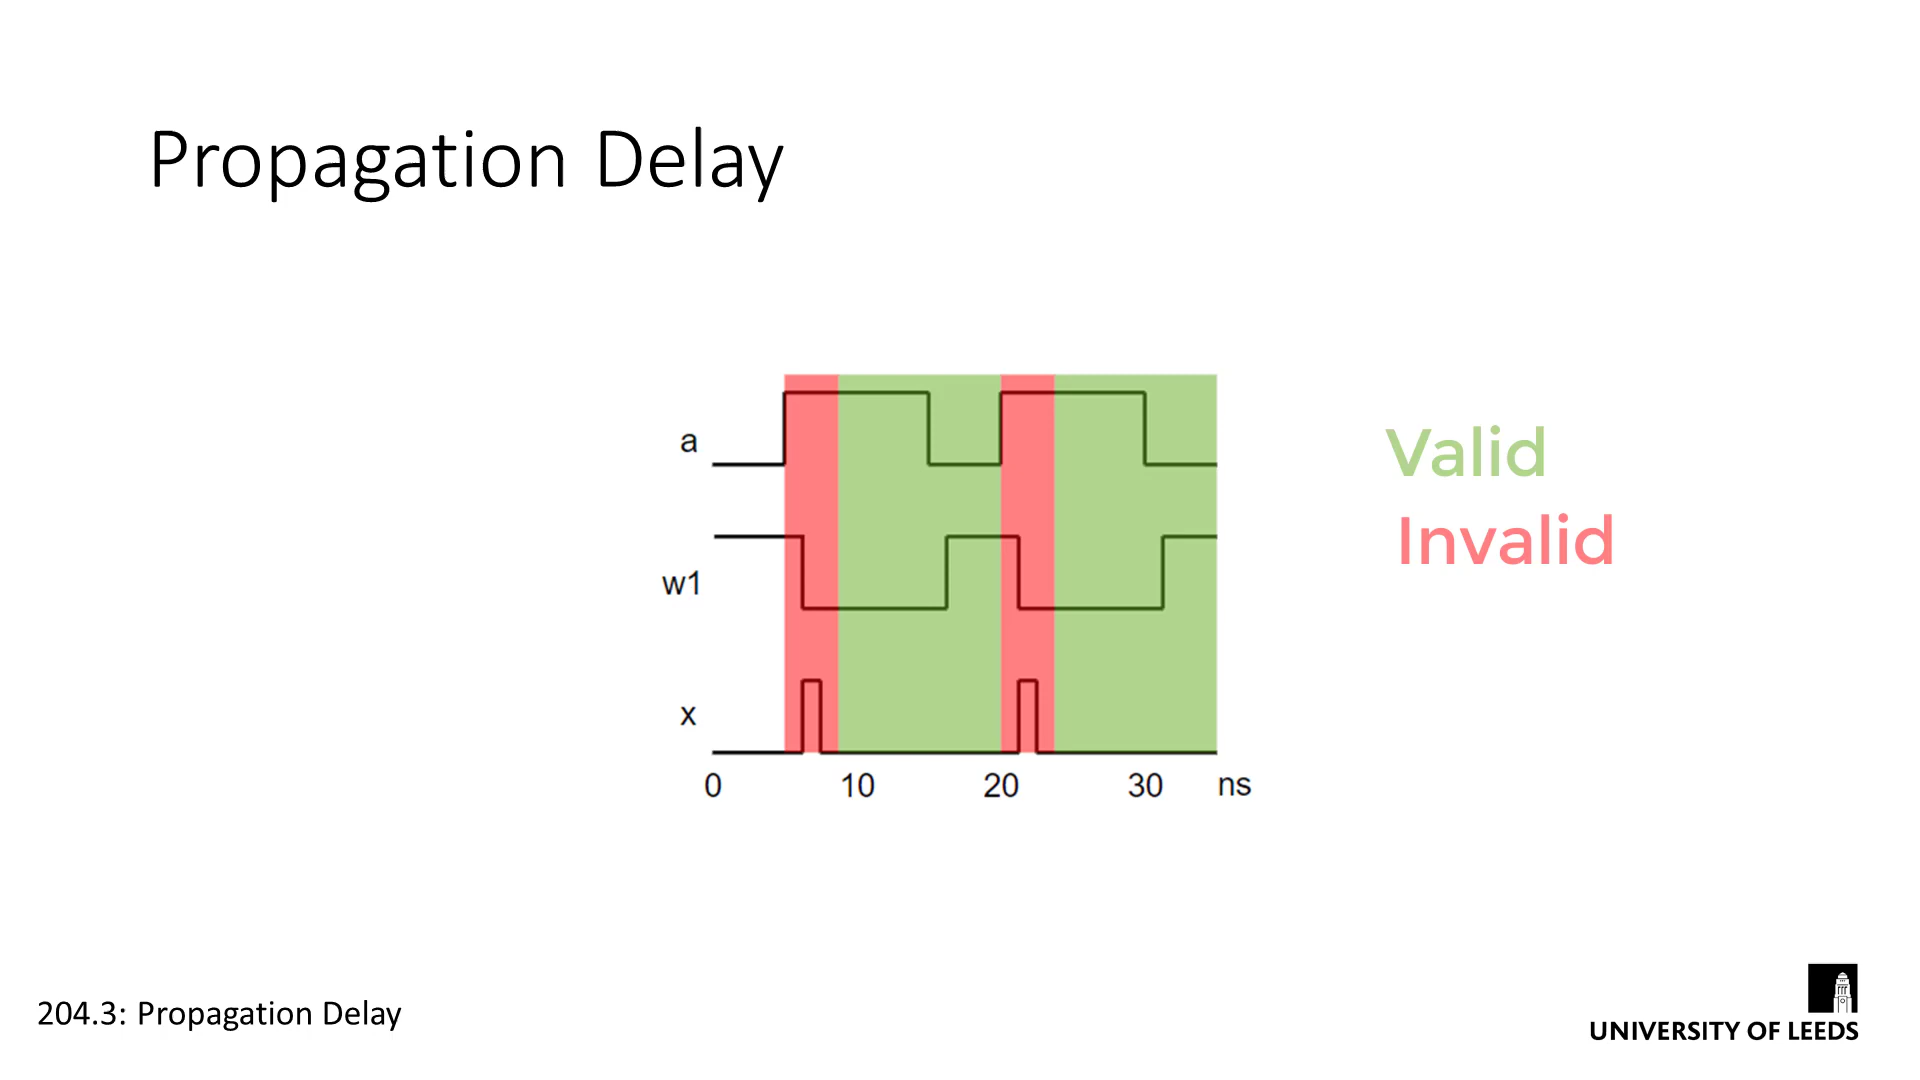 Propagation Delay
a
Valid
Invalid
w1
x
0 10 20 30 ns
204.3: Propagation Delay
UNIVERSITY OF LEEDS